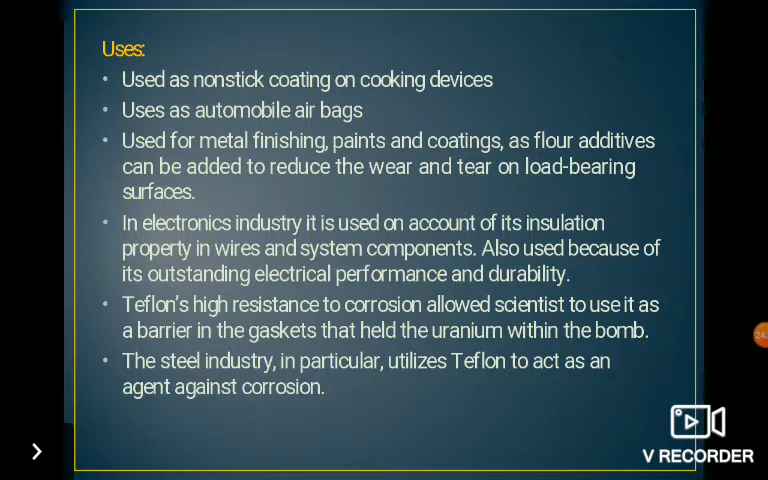 Uses:
• Used as nonstick coating on cooking devices
• Uses as automobile air bags
• Used for metal finishing, paints and coatings, as flour additives
can be added to reduce the wear and tear on load-bearing
surfaces.
• In electronics industry it is used on account of its insulation
property in wires and system components. Also used because of
its outstanding electrical performance and durability.
• Teflon's high resistance to corrosion allowed scientist to use it as
a barrier in the gaskets that held the uranium within the bomb.
• The steel industry, in particular, utilizes Teflon to act as an
agent against corrosion.
V RECORDER